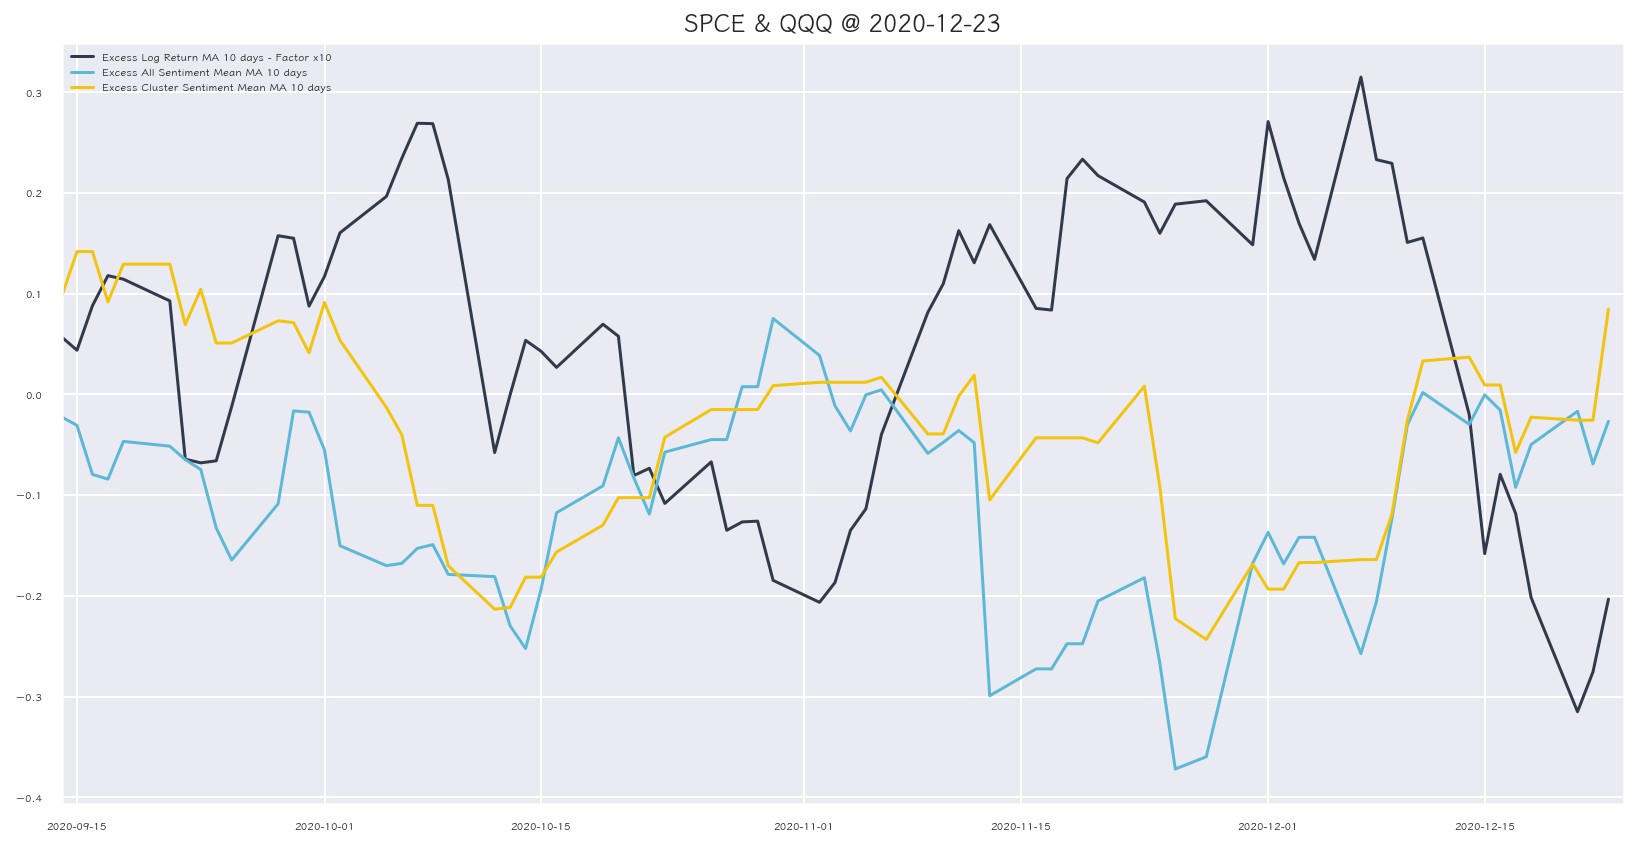 SPCE & QQQ @ 2020-12-23
Excess Log Return MA 10 days - Factor x10
Excess All Sentiment Mean MA 10 days
Excess Cluster Sentiment Mean MA 10 days
0.3
0.2
0.1
0.0
−0.1
−0.2
−0.3
−0.4
2020-09-15 2020-10-01 2020-10-15 2020-11-01 2020-11-15 2020-12-01 2020-12-15